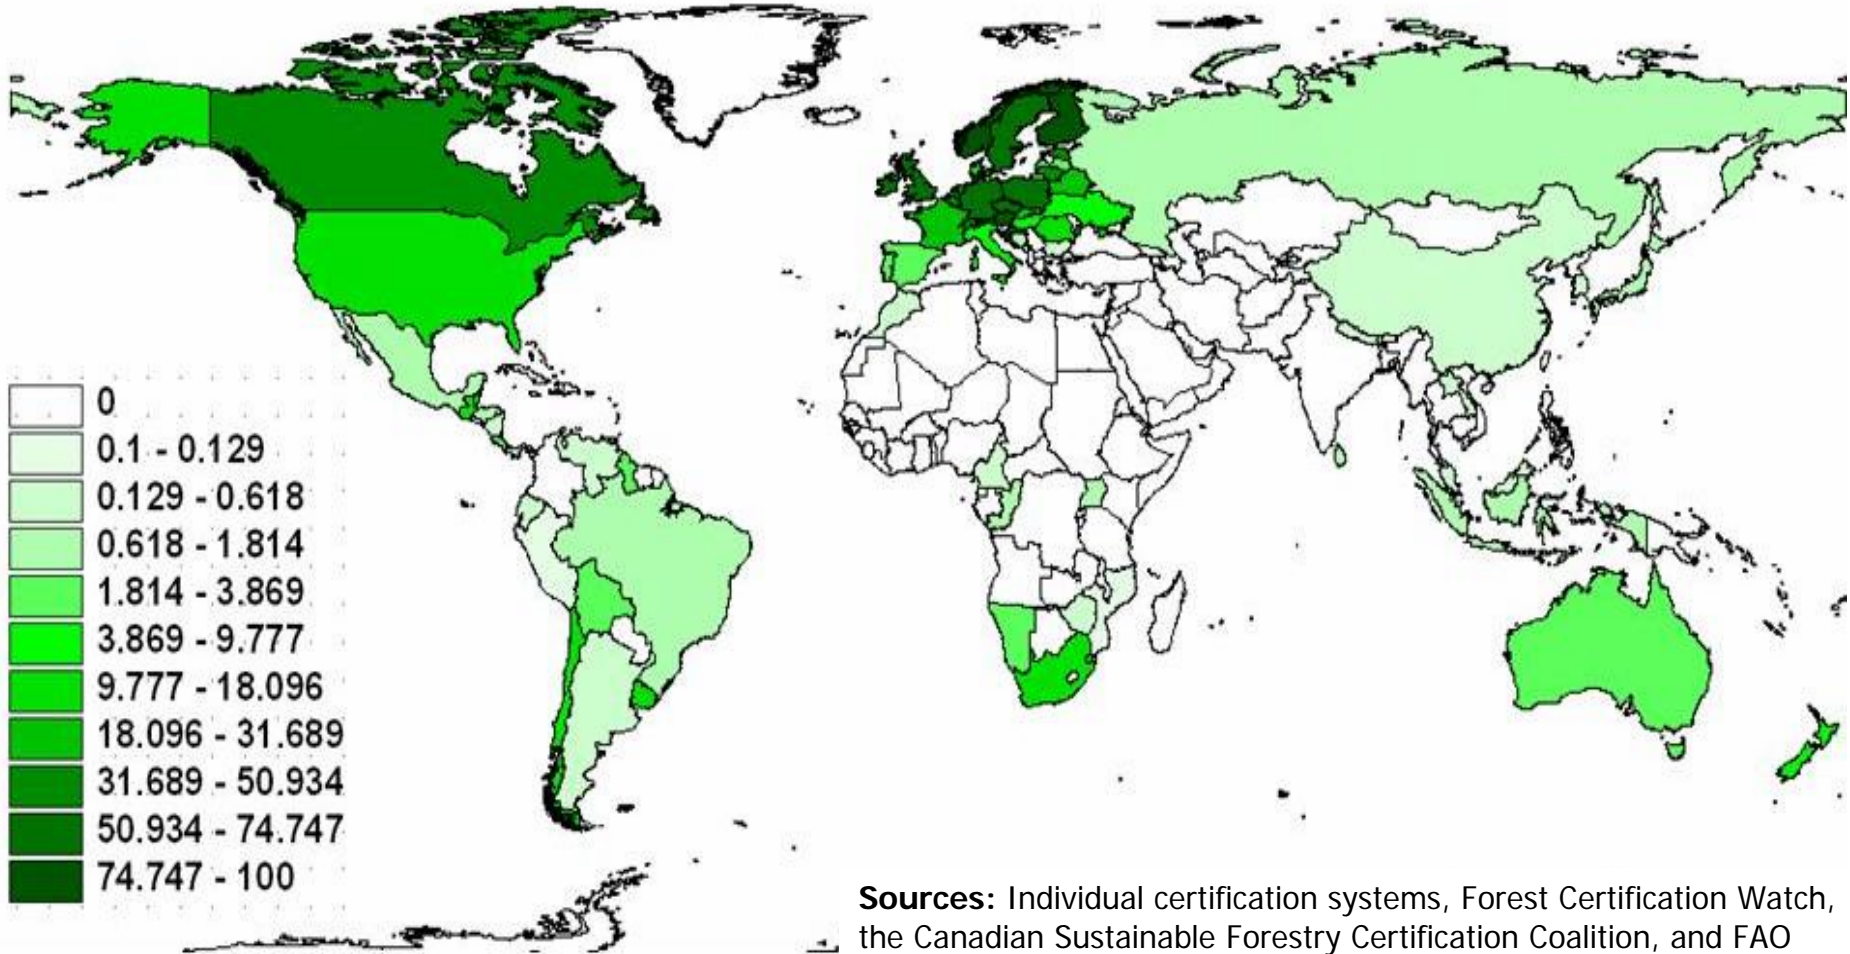 0
0.1 - 0.129
0.129 - 0.618
0.618 - 1.814
1.814 - 3.869
3.869 - 9.777
9.777 - 18.096
18.096 - 31.689
31.689 - 50.934
50.934 - 74.747
74.747 - 100
Sources: Individual certification systems, Forest Certification Watch,
the Canadian Sustainable Forestry Certification Coalition, and FAO